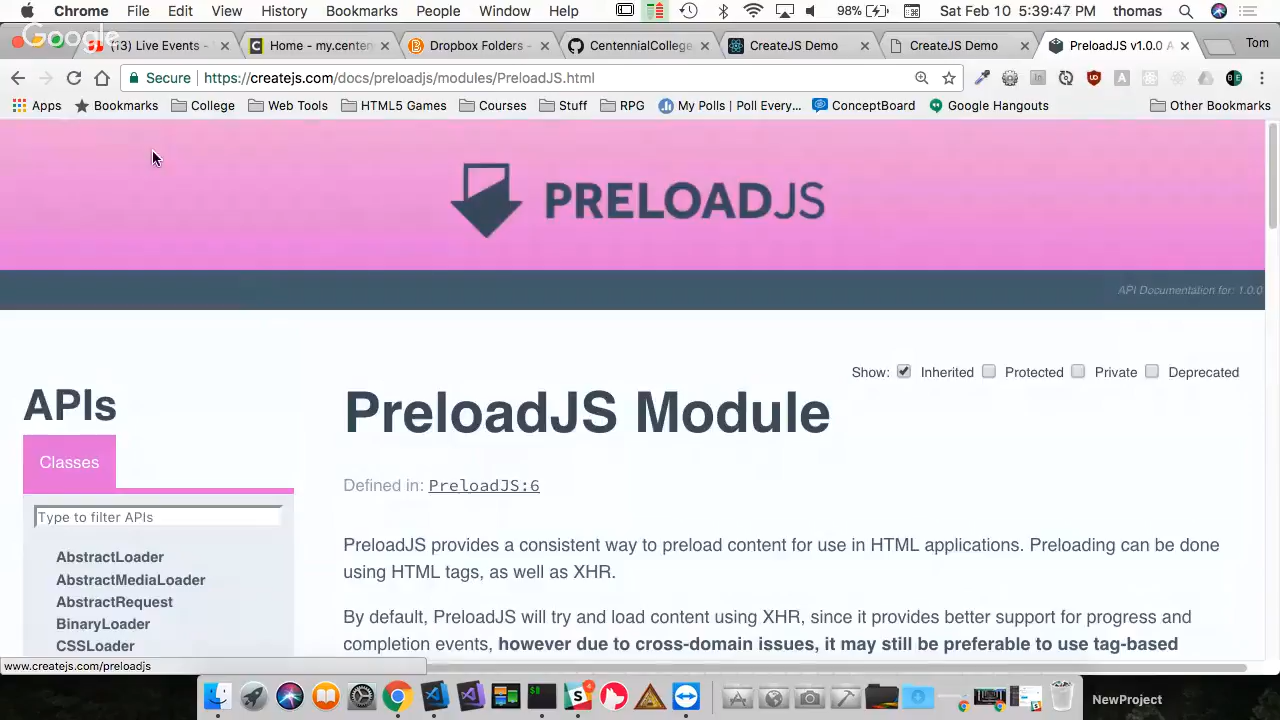 Chrome File Edit View History Bookmarks People Window Help 98% Sat Feb 10 5:39:47 PM thomas
Google
(13) Live Events - Home - my.centen Dropbox Folders - CentennialCollege CreateJS Demo CreateJS Demo PreloadJS v1.0.0 A Tom
Secure https://createjs.com/docs/preloadjs/modules/PreloadJS.html
Apps Bookmarks College Web Tools HTML5 Games Courses Stuff RPG My Polls | Poll Every... ConceptBoard Google Hangouts Other Bookmarks
PRELOADJS
API Documentation for: 1.0.0
Show: Inherited Protected Private Deprecated
APIs
PreloadJS Module
Classes
Defined in: PreloadJS:6
Type to filter APIs
PreloadJS provides a consistent way to preload content for use in HTML applications. Preloading can be done
using HTML tags, as well as XHR.
AbstractLoader
AbstractMediaLoader
AbstractRequest
BinaryLoader
CSSLoader
By default, PreloadJS will try and load content using XHR, since it provides better support for progress and
completion events, however due to cross-domain issues, it may still be preferable to use tag-based
www.createjs.com/preloadjs
NewProject